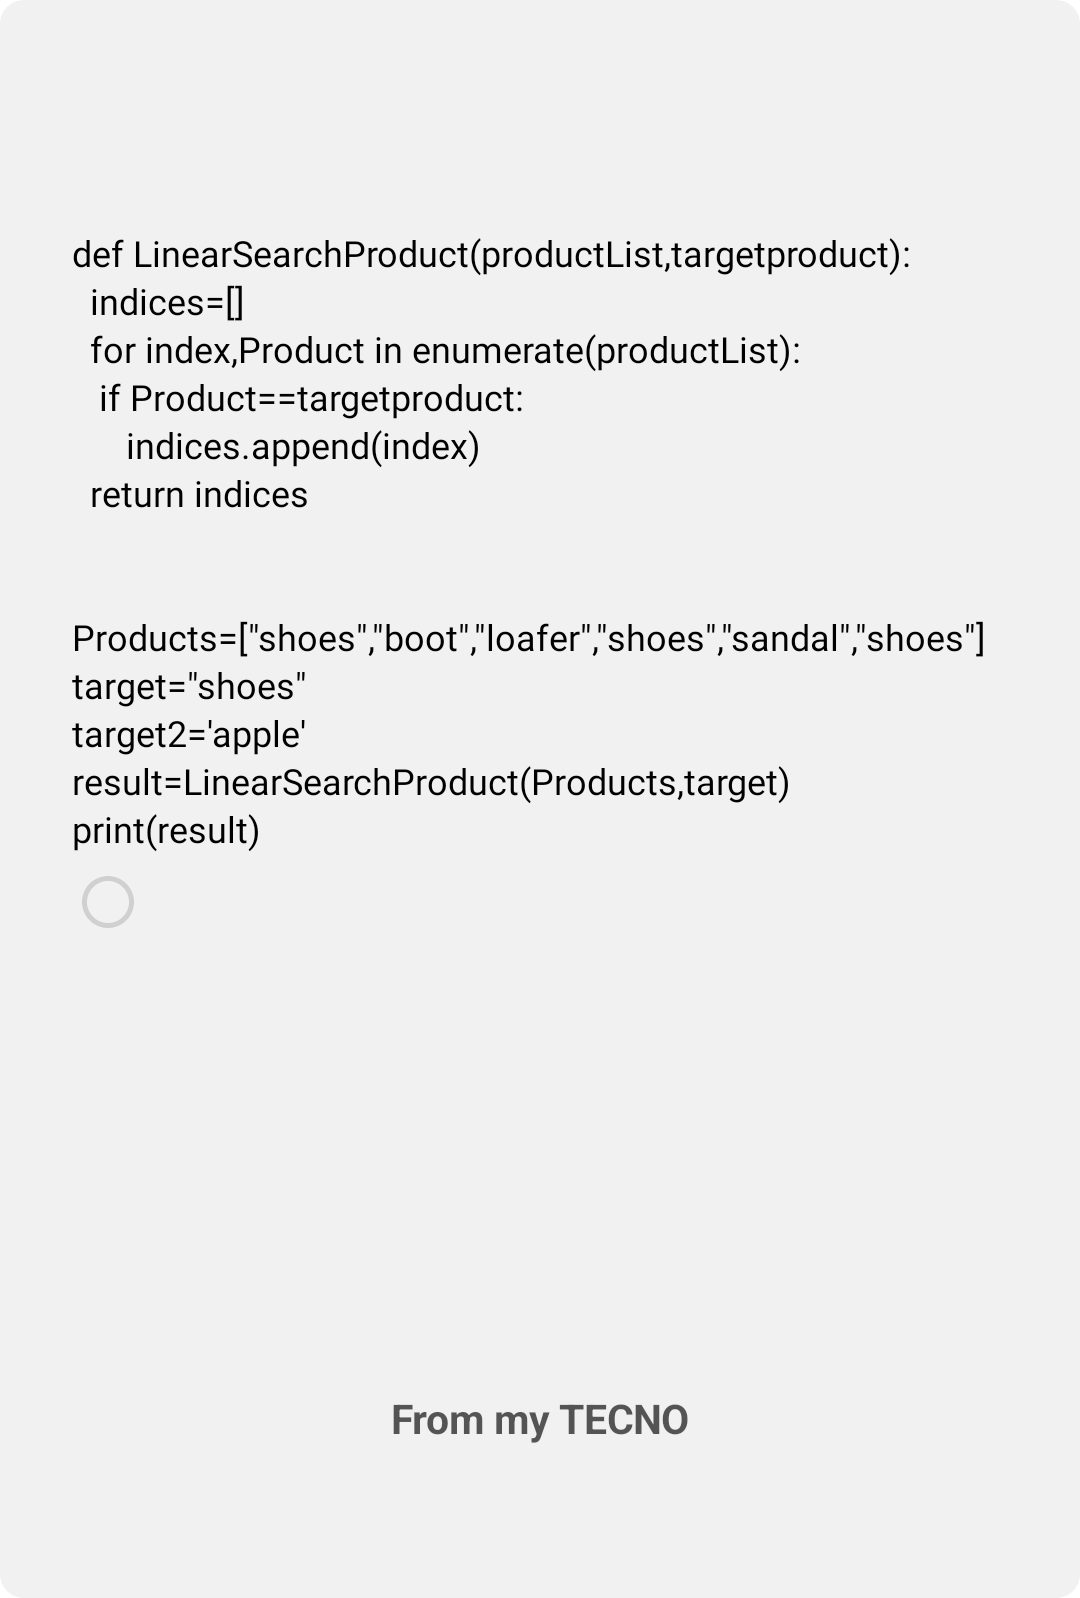 def LinearSearchProduct(productList,targetproduct):
  indices=[]
  for index,Product in enumerate(productList):
   if Product==targetproduct:
      indices.append(index)
  return indices
Products=["shoes","boot","loafer","shoes","sandal","shoes"]
target="shoes"
target2='apple'
result=LinearSearchProduct(Products,target)
print(result)
From my TECNO